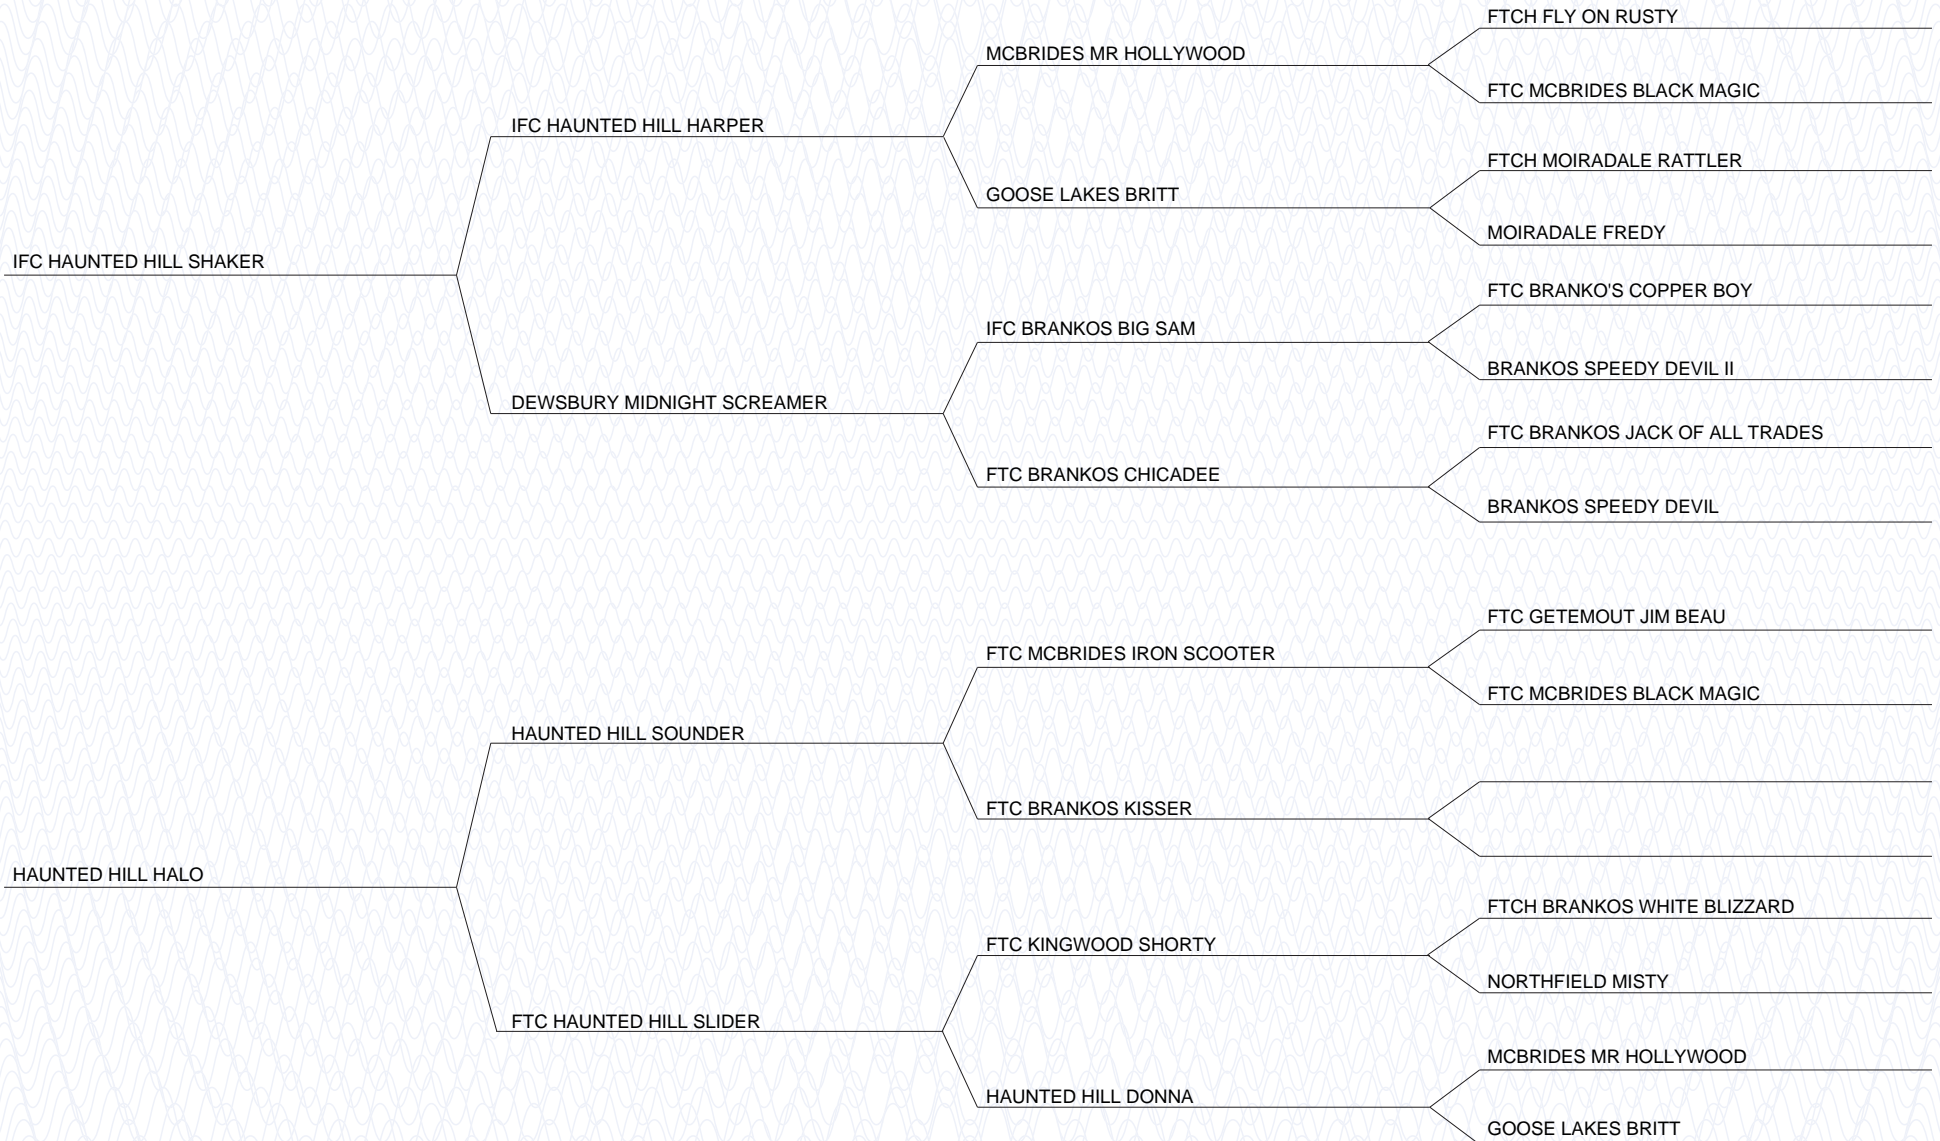 FTCH FLY ON RUSTY
MCBRIDES MR HOLLYWOOD
FTC MCBRIDES BLACK MAGIC
IFC HAUNTED HILL HARPER
FTCH MOIRADALE RATTLER
GOOSE LAKES BRITT
MOIRADALE FREDY
IFC HAUNTED HILL SHAKER
FTC BRANKO'S COPPER BOY
IFC BRANKOS BIG SAM
BRANKOS SPEEDY DEVIL II
DEWSBURY MIDNIGHT SCREAMER
FTC BRANKOS JACK OF ALL TRADES
FTC BRANKOS CHICADEE
BRANKOS SPEEDY DEVIL
FTC GETEMOUT JIM BEAU
FTC MCBRIDES IRON SCOOTER
FTC MCBRIDES BLACK MAGIC
HAUNTED HILL SOUNDER
FTC BRANKOS KISSER
HAUNTED HILL HALO
FTCH BRANKOS WHITE BLIZZARD
FTC KINGWOOD SHORTY
NORTHFIELD MISTY
FTC HAUNTED HILL SLIDER
MCBRIDES MR HOLLYWOOD
HAUNTED HILL DONNA
GOOSE LAKES BRITT